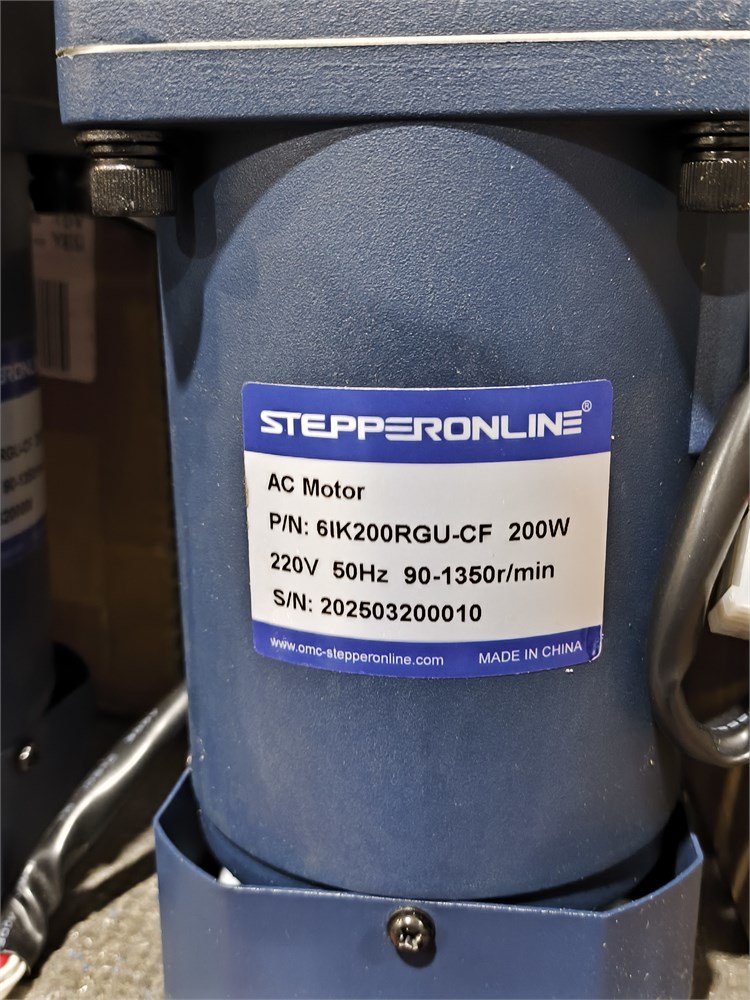 STEPPERONLINE®
AC Motor
P/N: 6IK200RGU-CF 200W
220V 50Hz 90-1350r/min
S/N: 202503200010
www.omc-stepperonline.com MADE IN CHINA